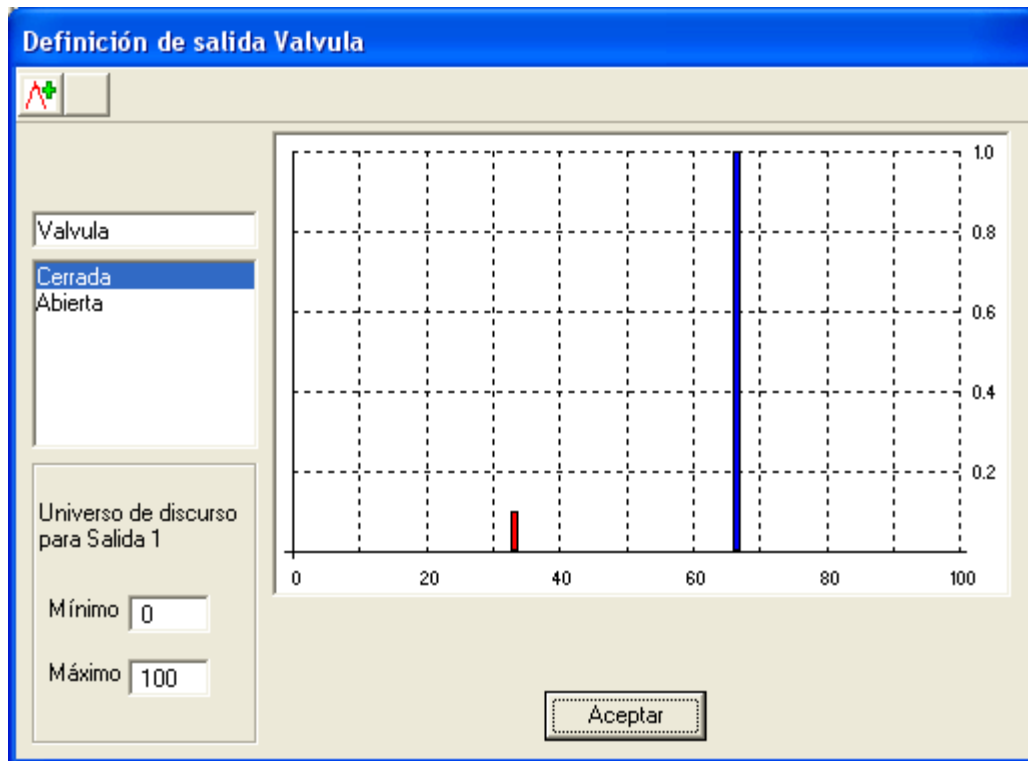 Definición de salida Valvula
Valvula
Cerrada
Abierta
Universo de discurso
para Salida 1
Mínimo 0
Máximo 100
1.0
0.8
0.6
0.4
0.2
0 20 40 60 80 100
Aceptar